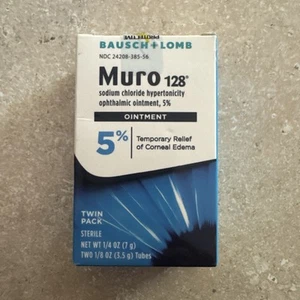 BAUSCH + LOMB
NDC 24208-385-56
Muro 128®
sodium chloride hypertonicity
ophthalmic ointment, 5%
OINTMENT
5%
Temporary Relief
of Corneal Edema
TWIN
PACK
STERILE
NET WT 1/4 OZ (7 g)
TWO 1/8 OZ (3.5 g) Tubes